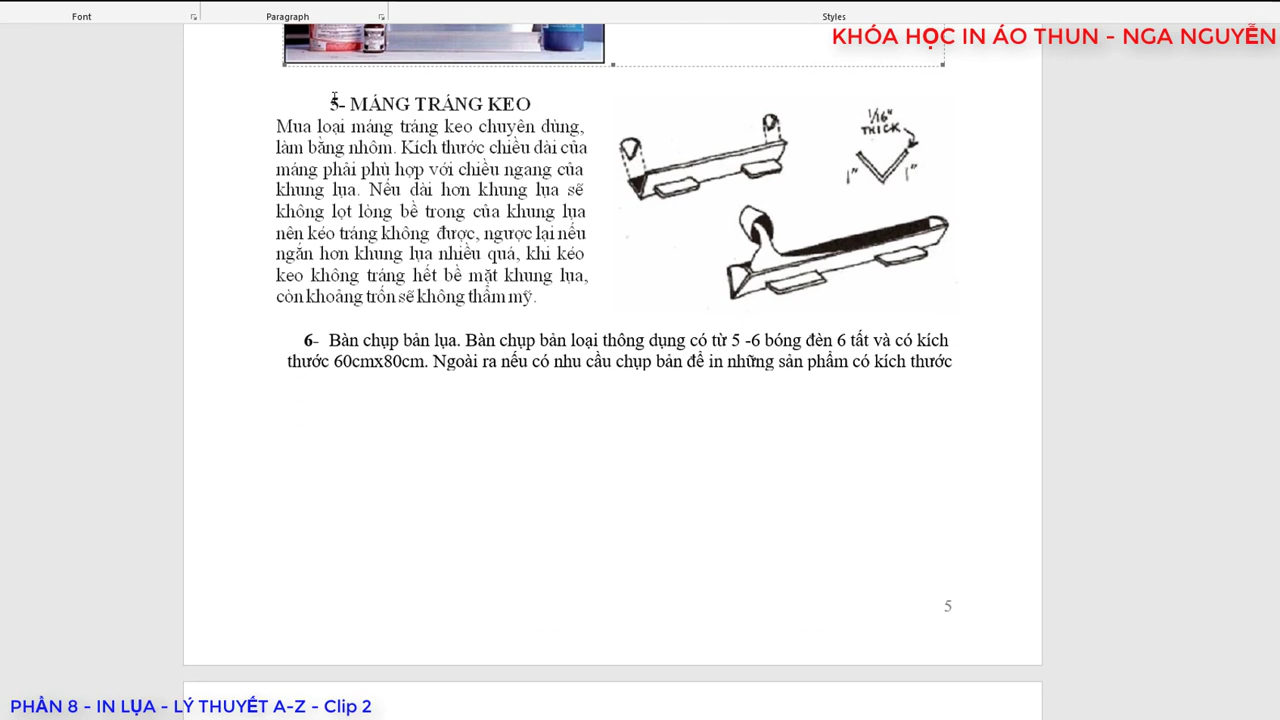 Font
Paragraph
Styles
KHÓA HỌC IN ÁO THUN - NGA NGUYỄN
5- MÁNG TRÁNG KEO
Mua loại máng tráng keo chuyên dùng,
làm bằng nhôm. Kích thước chiều dài của
máng phải phù hợp với chiều ngang của
khung lụa. Nếu dài hơn khung lụa sẽ
không lọt lòng bề trong của khung lụa
nên kéo tráng không được, ngược lại nếu
ngắn hơn khung lụa nhiều quá, khi kéo
keo không tráng hết bề mặt khung lụa,
còn khoảng trốn sẽ không thẩm mỹ.
1/16"
THICK
1"
1"
6- Bàn chụp bản lụa. Bàn chụp bản loại thông dụng có từ 5 -6 bóng đèn 6 tất và có kích
thước 60cmx80cm. Ngoài ra nếu có nhu cầu chụp bản để in những sản phẩm có kích thước
5
PHẦN 8 - IN LỤA - LÝ THUYẾT A-Z - Clip 2